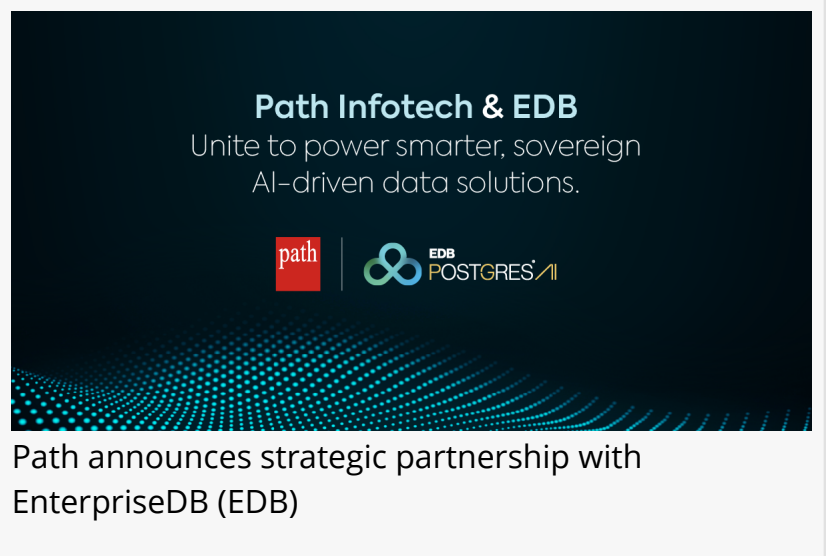 Path Infotech & EDB
Unite to power smarter, sovereign
AI-driven data solutions.
path
EDB
POSTGRES® AI
Path announces strategic partnership with
EnterpriseDB (EDB)